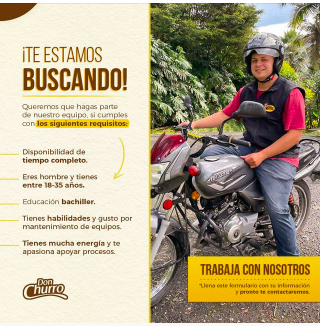 ¡TE ESTAMOS
BUSCANDO!
Queremos que hagas parte
de nuestro equipo, si cumples
con los siguientes requisitos:
Disponibilidad de
tiempo completo.
Eres hombre y tienes
entre 18-35 años.
Educación bachiller.
Tienes habilidades y gusto por
mantenimiento de equipos.
Tienes mucha energía y te
apasiona apoyar procesos.
Don
Churro
TRABAJA CON NOSOTROS
*Llena este formulario con su información
y pronto te contactaremos.